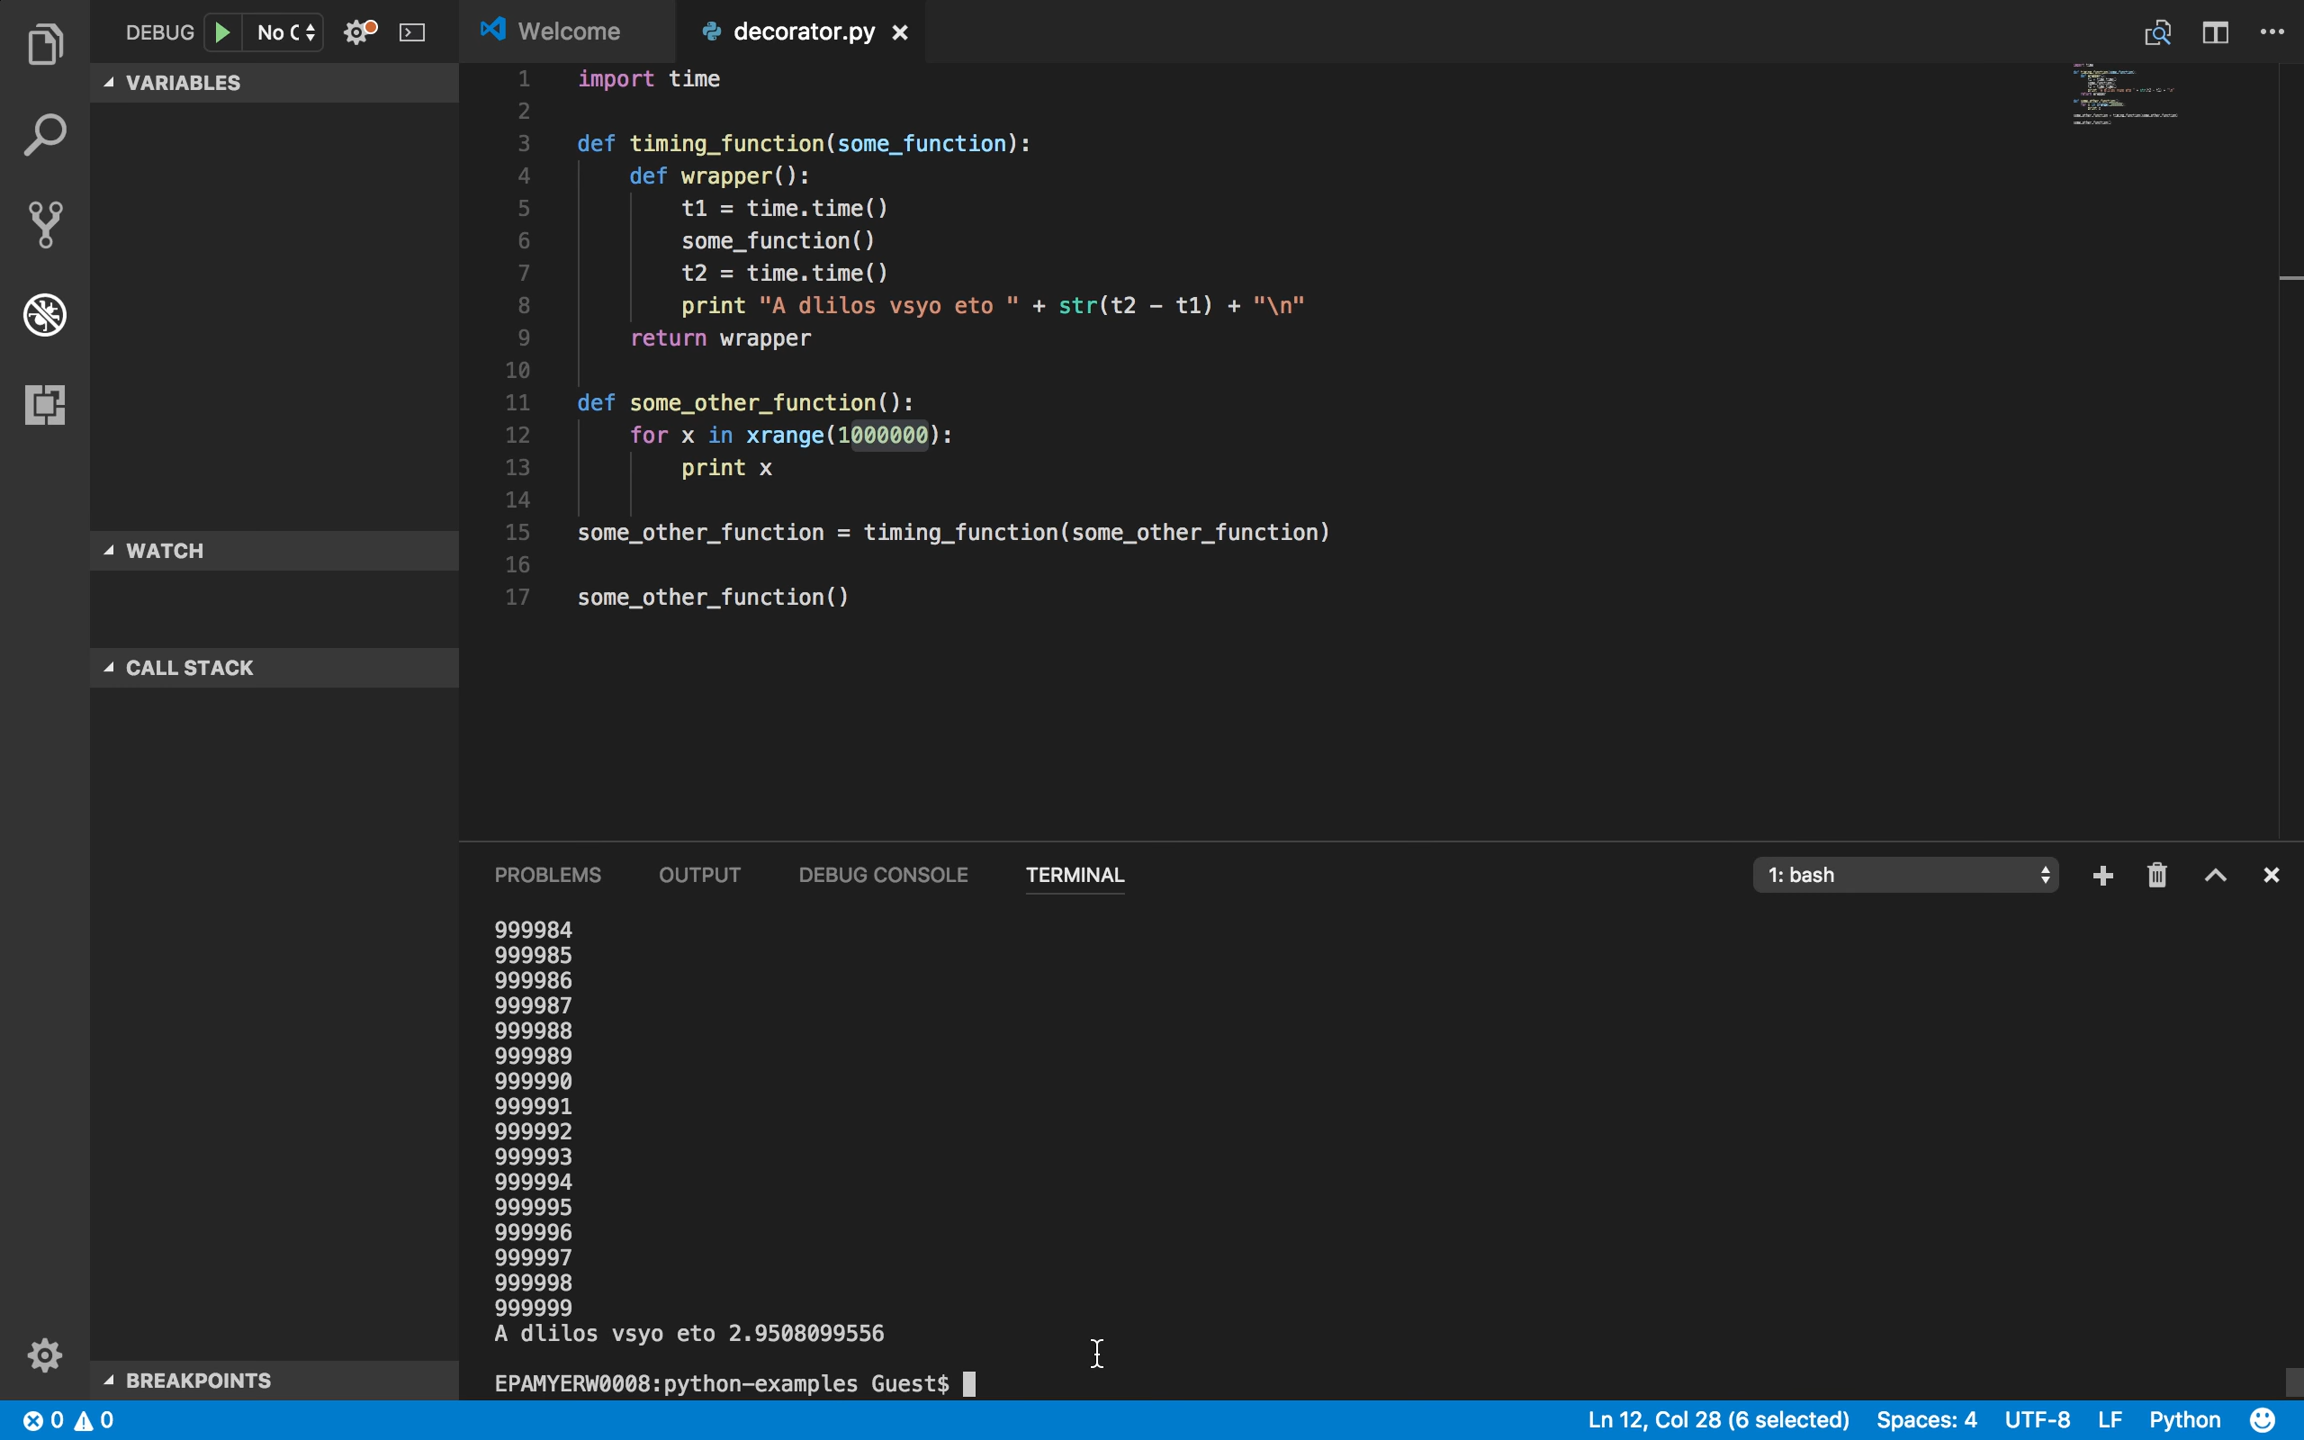 DEBUG No C
VARIABLES
WATCH
CALL STACK
BREAKPOINTS
Welcome decorator.py
1 import time
2
3 def timing_function(some_function):
4 def wrapper():
5 t1 = time.time()
6 some_function()
7 t2 = time.time()
8 print "A dlilos vsyo eto " + str(t2 - t1) + "\n"
9 return wrapper
10
11 def some_other_function():
12 for x in xrange(1000000):
13 print x
14
15 some_other_function = timing_function(some_other_function)
16
17 some_other_function()
PROBLEMS OUTPUT DEBUG CONSOLE TERMINAL 1: bash
999984
999985
999986
999987
999988
999989
999990
999991
999992
999993
999994
999995
999996
999997
999998
999999
A dlilos vsyo eto 2.9508099556
EPAMYERW0008:python-examples Guest$
0 0 Ln 12, Col 28 (6 selected) Spaces: 4 UTF-8 LF Python